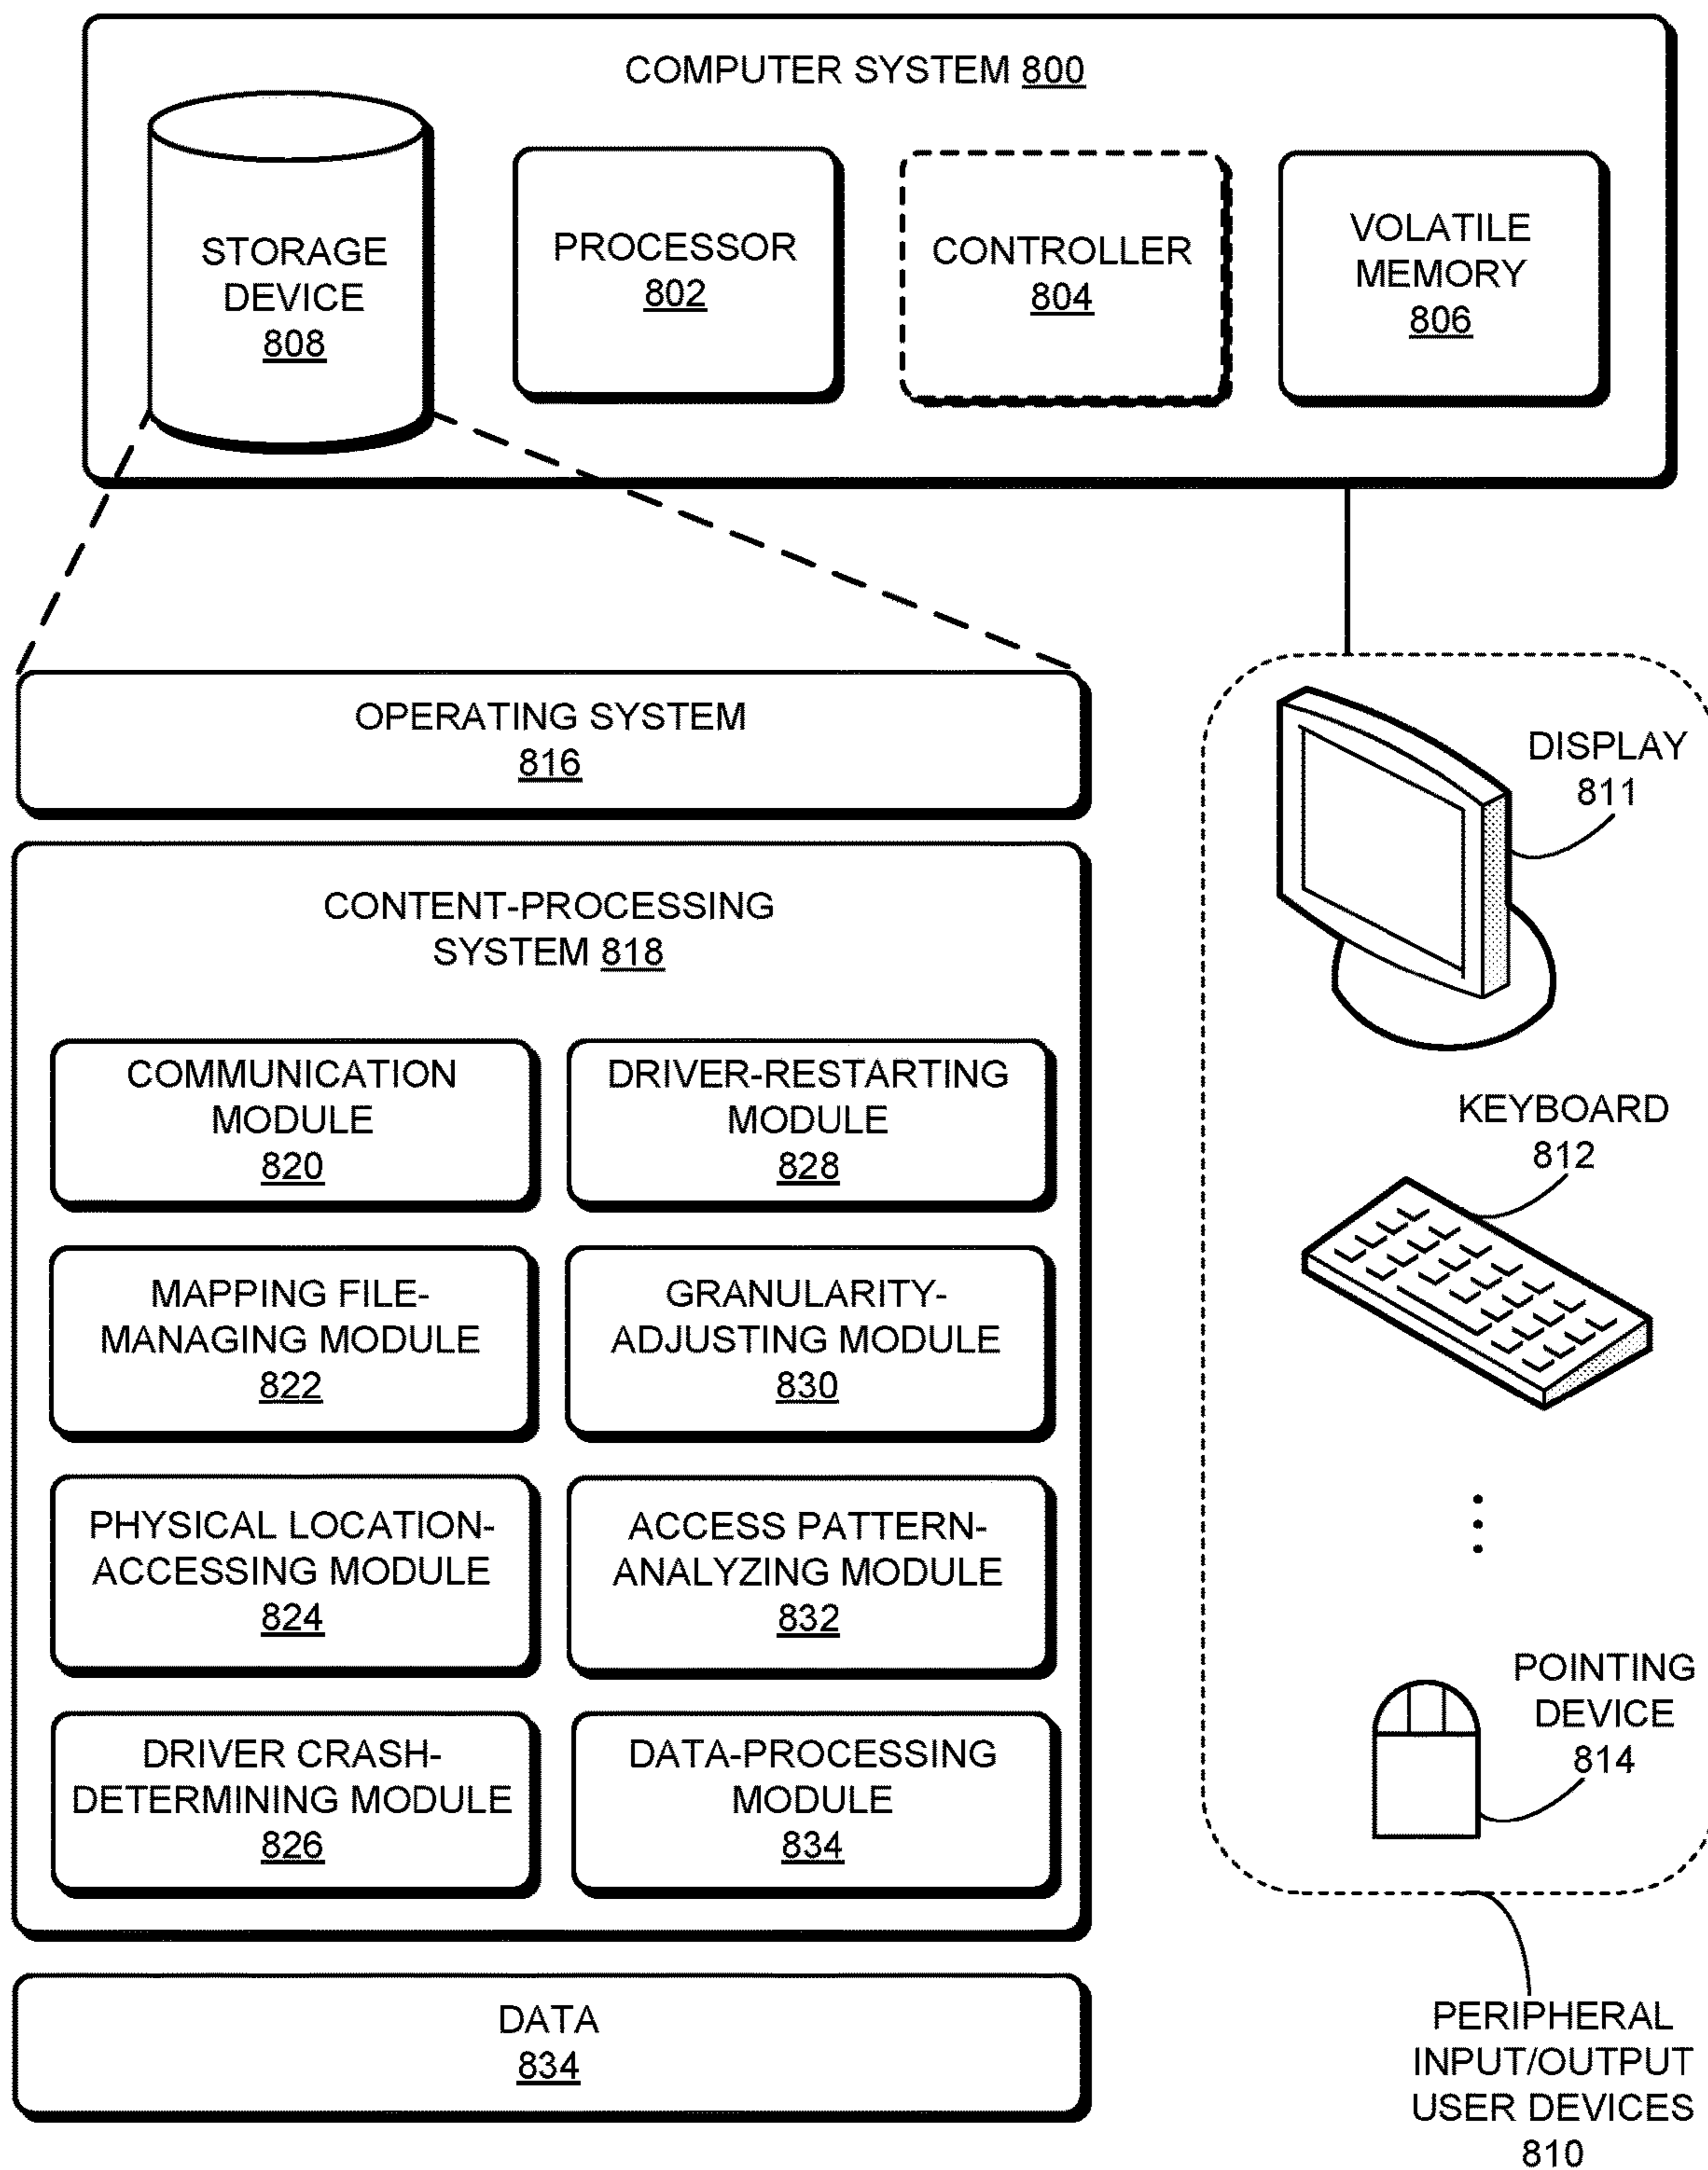 COMPUTER SYSTEM 800
STORAGE
DEVICE
808
PROCESSOR
802
CONTROLLER
804
VOLATILE
MEMORY
806
OPERATING SYSTEM
816
CONTENT-PROCESSING
SYSTEM 818
COMMUNICATION
MODULE
820
DRIVER-RESTARTING
MODULE
828
MAPPING FILE-
MANAGING MODULE
822
GRANULARITY-
ADJUSTING MODULE
830
PHYSICAL LOCATION-
ACCESSING MODULE
824
ACCESS PATTERN-
ANALYZING MODULE
832
DRIVER CRASH-
DETERMINING MODULE
826
DATA-PROCESSING
MODULE
834
DATA
834
DISPLAY
811
KEYBOARD
812
POINTING
DEVICE
814
PERIPHERAL
INPUT/OUTPUT
USER DEVICES
810